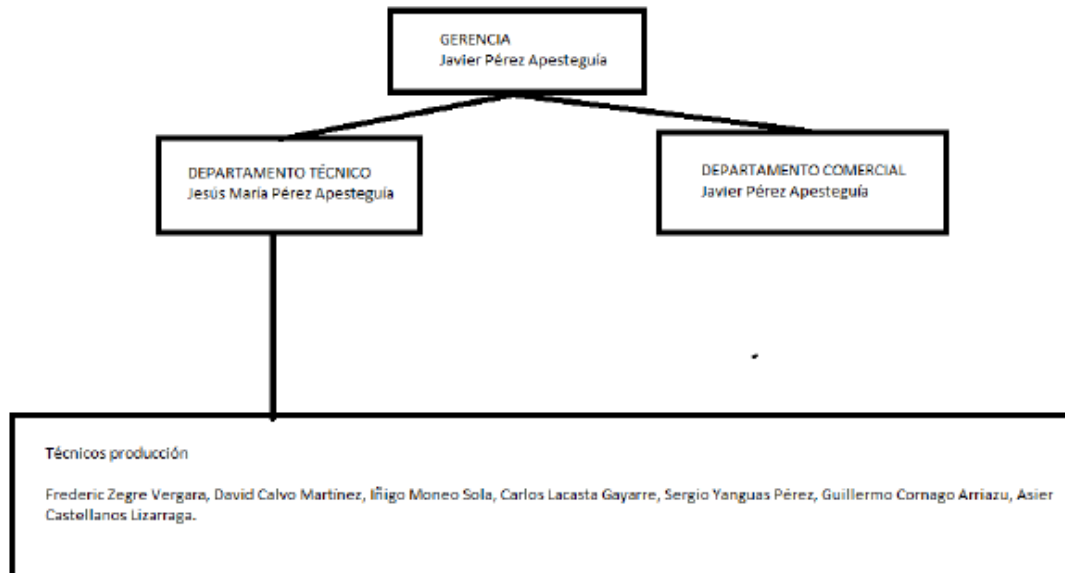 GERENCIA
Javier Pérez Apesteguía
DEPARTAMENTO TÉCNICO
Jesús María Pérez Apesteguía
DEPARTAMENTO COMERCIAL
Javier Pérez Apesteguía
Técnicos producción
Frederic Zegre Vergara, David Calvo Martínez, Iñigo Moneo Sola, Carlos Lacasta Gayarre, Sergio Yanguas Pérez, Guillermo Cornago Arriazu, Asier
Castellanos Lizarraga.